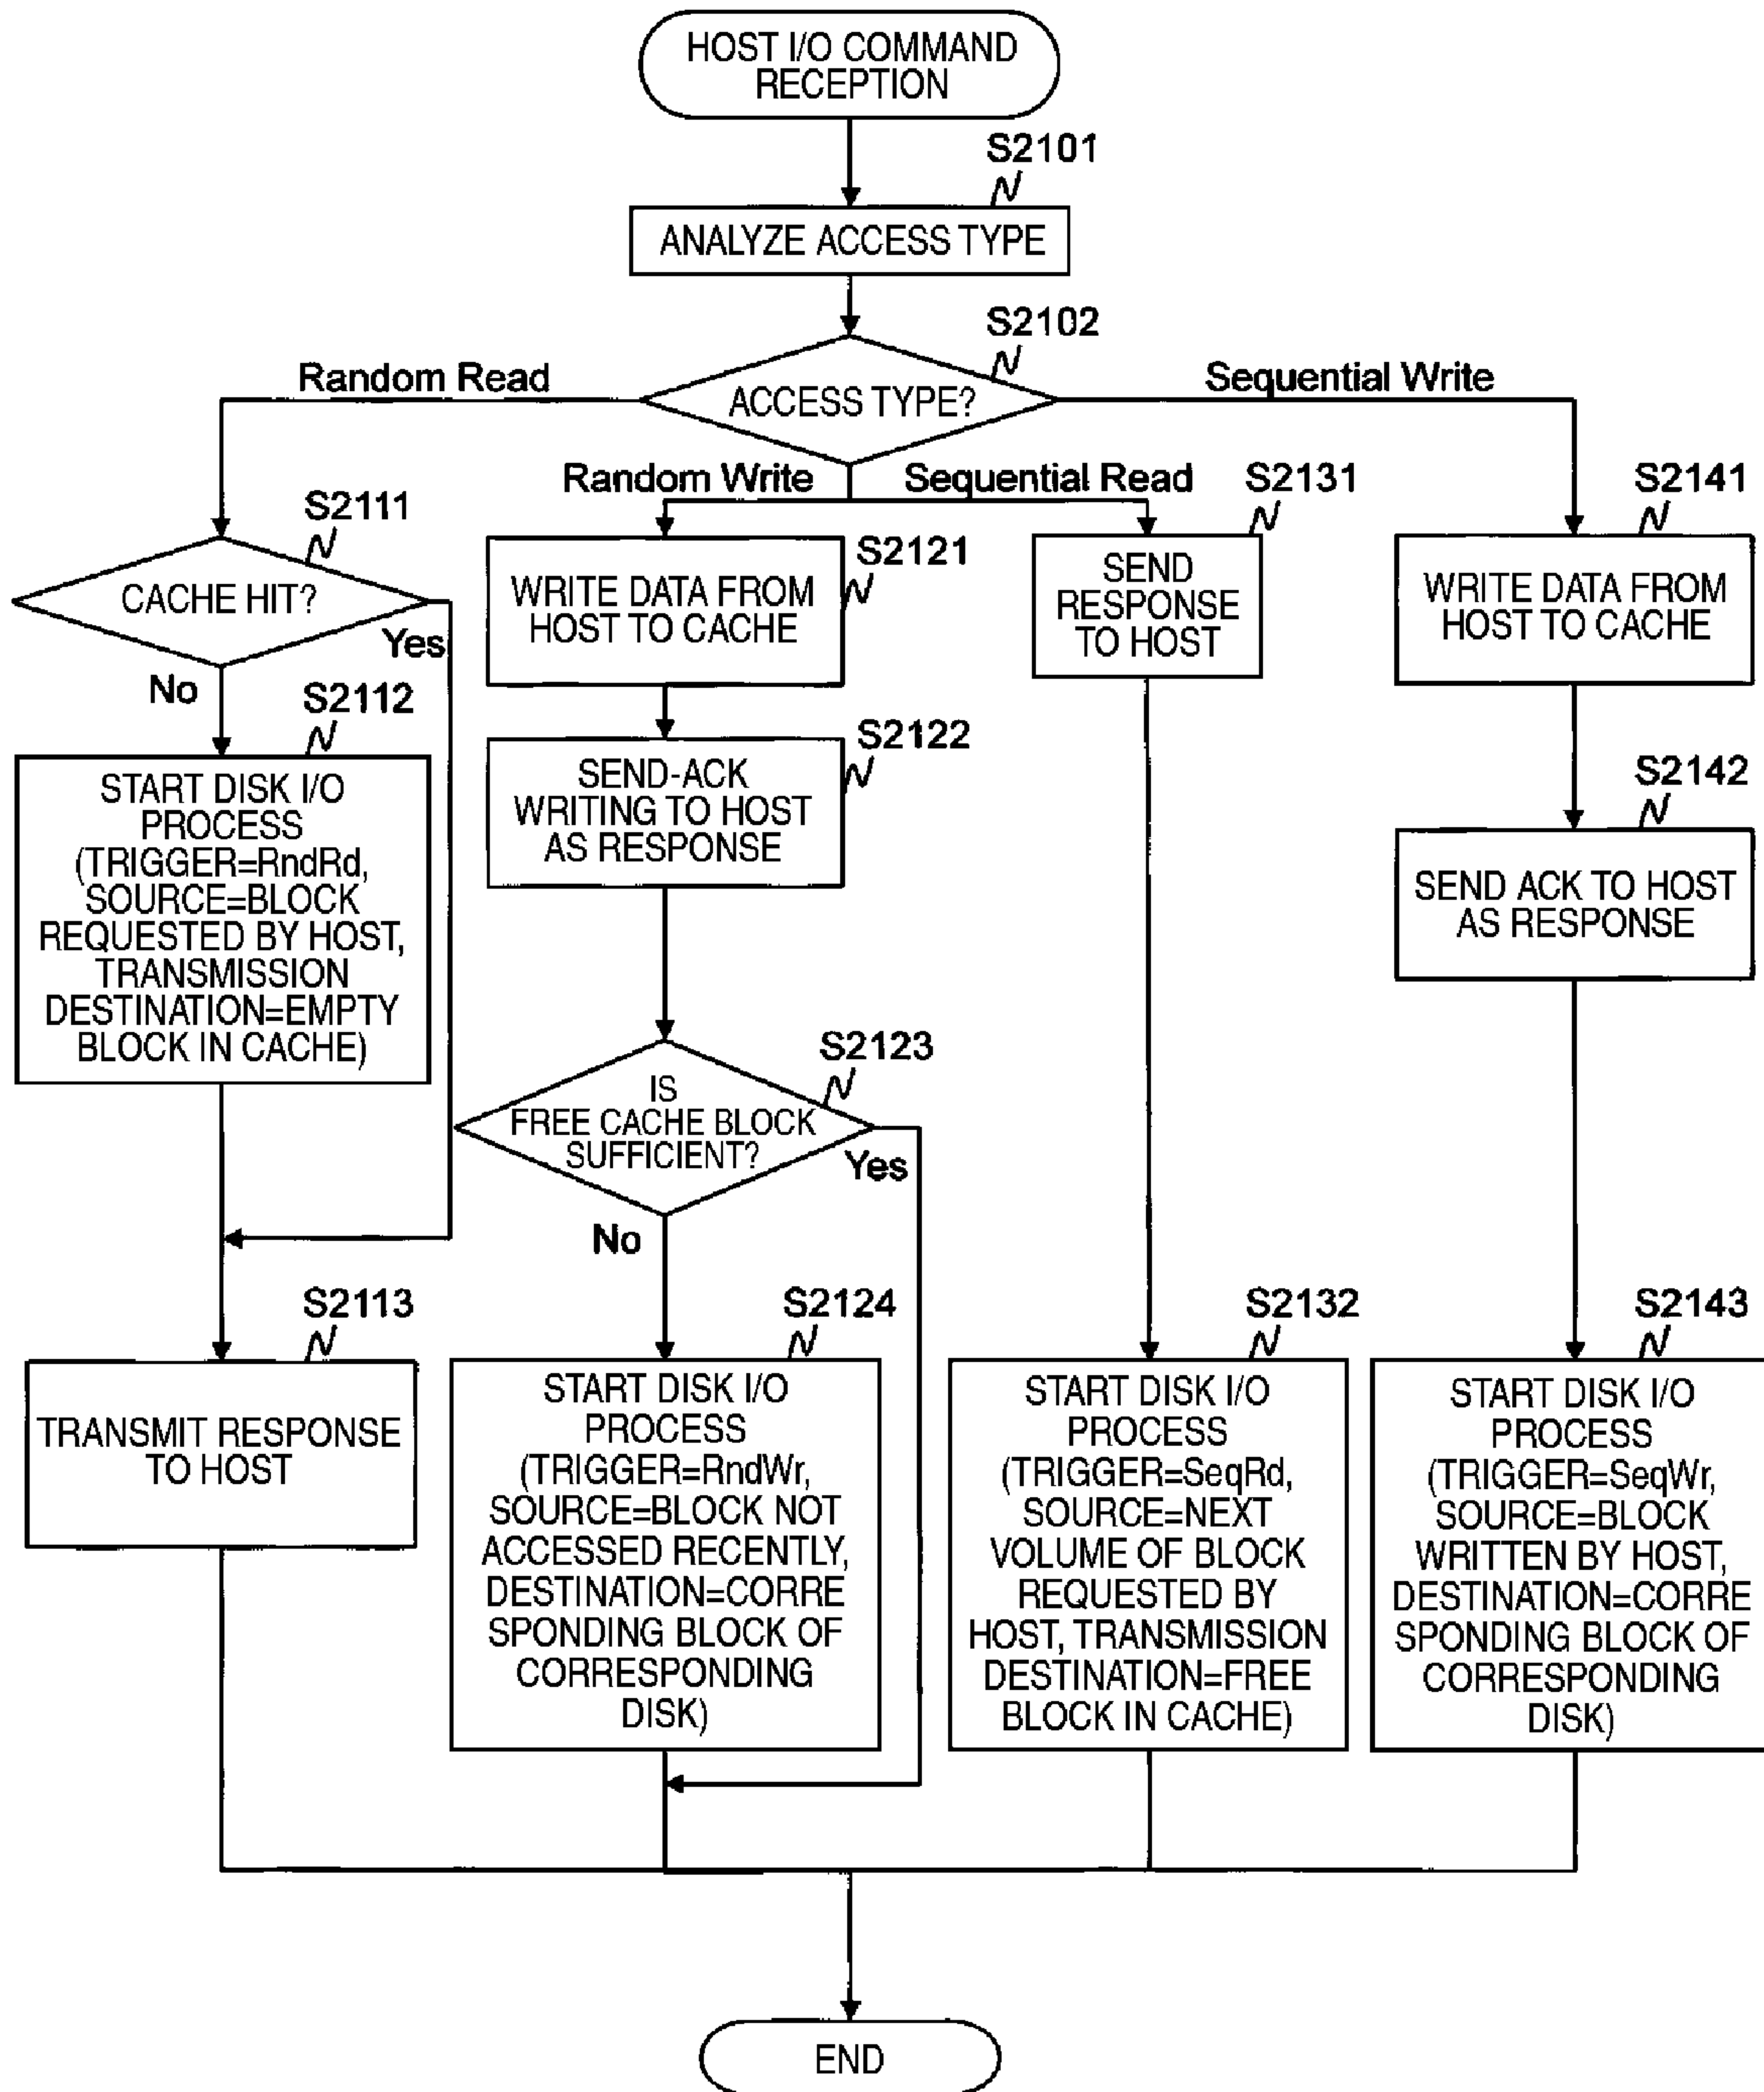 HOST I/O COMMAND
RECEPTION
S2101
ANALYZE ACCESS TYPE
S2102
ACCESS TYPE?
Random Read
Sequential Write
Random Write
Sequential Read
S2111
CACHE HIT?
Yes
No
S2112
START DISK I/O
PROCESS
(TRIGGER=RndRd,
SOURCE=BLOCK
REQUESTED BY HOST,
TRANSMISSION
DESTINATION=EMPTY
BLOCK IN CACHE)
S2113
TRANSMIT RESPONSE
TO HOST
S2121
WRITE DATA FROM
HOST TO CACHE
S2122
SEND-ACK
WRITING TO HOST
AS RESPONSE
S2123
IS
FREE CACHE BLOCK
SUFFICIENT?
Yes
No
S2124
START DISK I/O
PROCESS
(TRIGGER=RndWr,
SOURCE=BLOCK NOT
ACCESSED RECENTLY,
DESTINATION=CORRE
SPONDING BLOCK OF
CORRESPONDING
DISK)
S2131
SEND
RESPONSE
TO HOST
S2132
START DISK I/O
PROCESS
(TRIGGER=SeqRd,
SOURCE=NEXT
VOLUME OF BLOCK
REQUESTED BY
HOST, TRANSMISSION
DESTINATION=FREE
BLOCK IN CACHE)
S2141
WRITE DATA FROM
HOST TO CACHE
S2142
SEND ACK TO HOST
AS RESPONSE
S2143
START DISK I/O
PROCESS
(TRIGGER=SeqWr,
SOURCE=BLOCK
WRITTEN BY HOST,
DESTINATION=CORRE
SPONDING BLOCK OF
CORRESPONDING
DISK)
END